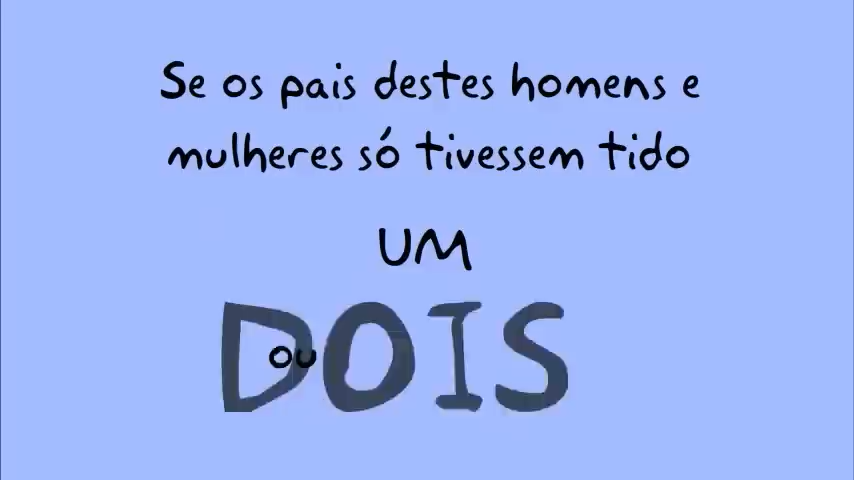 Se os pais destes homens e
mulheres só tivessem tido
UM
ou DOIS